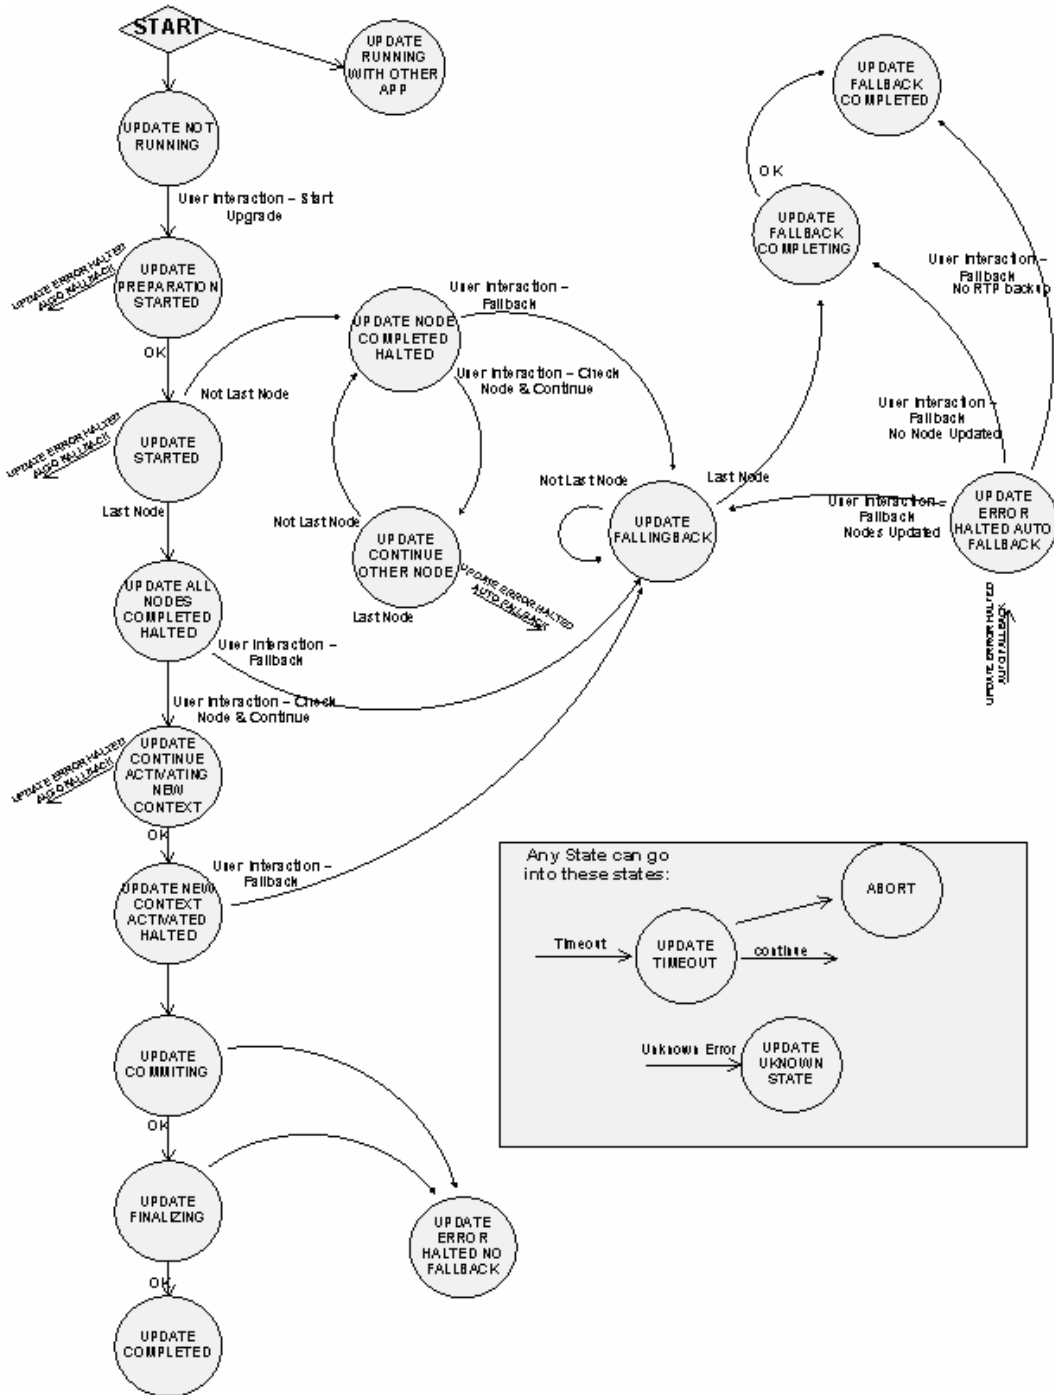 START
UPDATE
RUNNING
WITH OTHER
APP
UPDATE
FALLBACK
COMPLETED
UPDATE NOT
RUNNING
OK
User Interaction – Start
Upgrade
UPDATE
FALLBACK
COMPLETING
UPDATE ERROR HALTED
AUTO FALLBACK
UPDATE
PREPARATION
STARTED
User Interaction –
Fallback
No RTP backup
User Interaction –
Fallback
UPDATE NODE
COMPLETED
HALTED
OK
User Interaction – Check
Node & Continue
Not Last Node
User Interaction –
Fallback
No Node Updated
UPDATE ERROR HALTED
AUTO FALLBACK
UPDATE
STARTED
Not Last Node
Last Node
Last Node
Not Last Node
UPDATE
CONTINUE
OTHER NODE
UPDATE
FALLINGBACK
User Interaction –
Fallback
Nodes Updated
UPDATE
ERROR
HALTED AUTO
FALLBACK
UPDATE ERROR HALTED
AUTO FALLBACK
UPDATE ALL
NODES
COMPLETED
HALTED
Last Node
UPDATE ERROR HALTED
AUTO FALLBACK
User Interaction –
Fallback
User Interaction – Check
Node & Continue
UPDATE ERROR HALTED
AUTO FALLBACK
UPDATE
CONTINUE
ACTIVATING
NEW
CONTEXT
OK
User Interaction –
Fallback
UPDATE NEW
CONTEXT
ACTIVATED
HALTED
Any State can go
into these states:
ABORT
Timeout
UPDATE
TIMEOUT
continue
Unknown Error
UPDATE
UKNOWN
STATE
UPDATE
COMMITING
OK
UPDATE
FINALIZING
UPDATE
ERROR
HALTED NO
FALLBACK
OK
UPDATE
COMPLETED